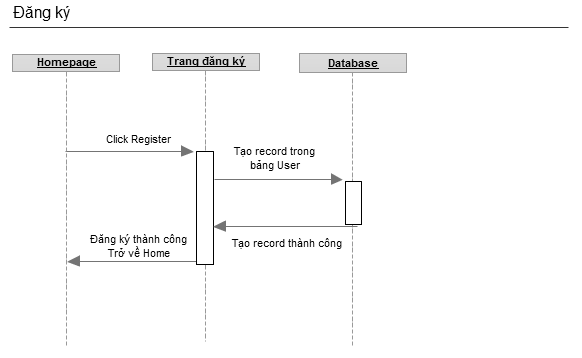 Đăng ký
Homepage
Trang đăng ký
Database
Click Register
Tạo record trong
bảng User
Tạo record thành công
Đăng ký thành công
Trở về Home